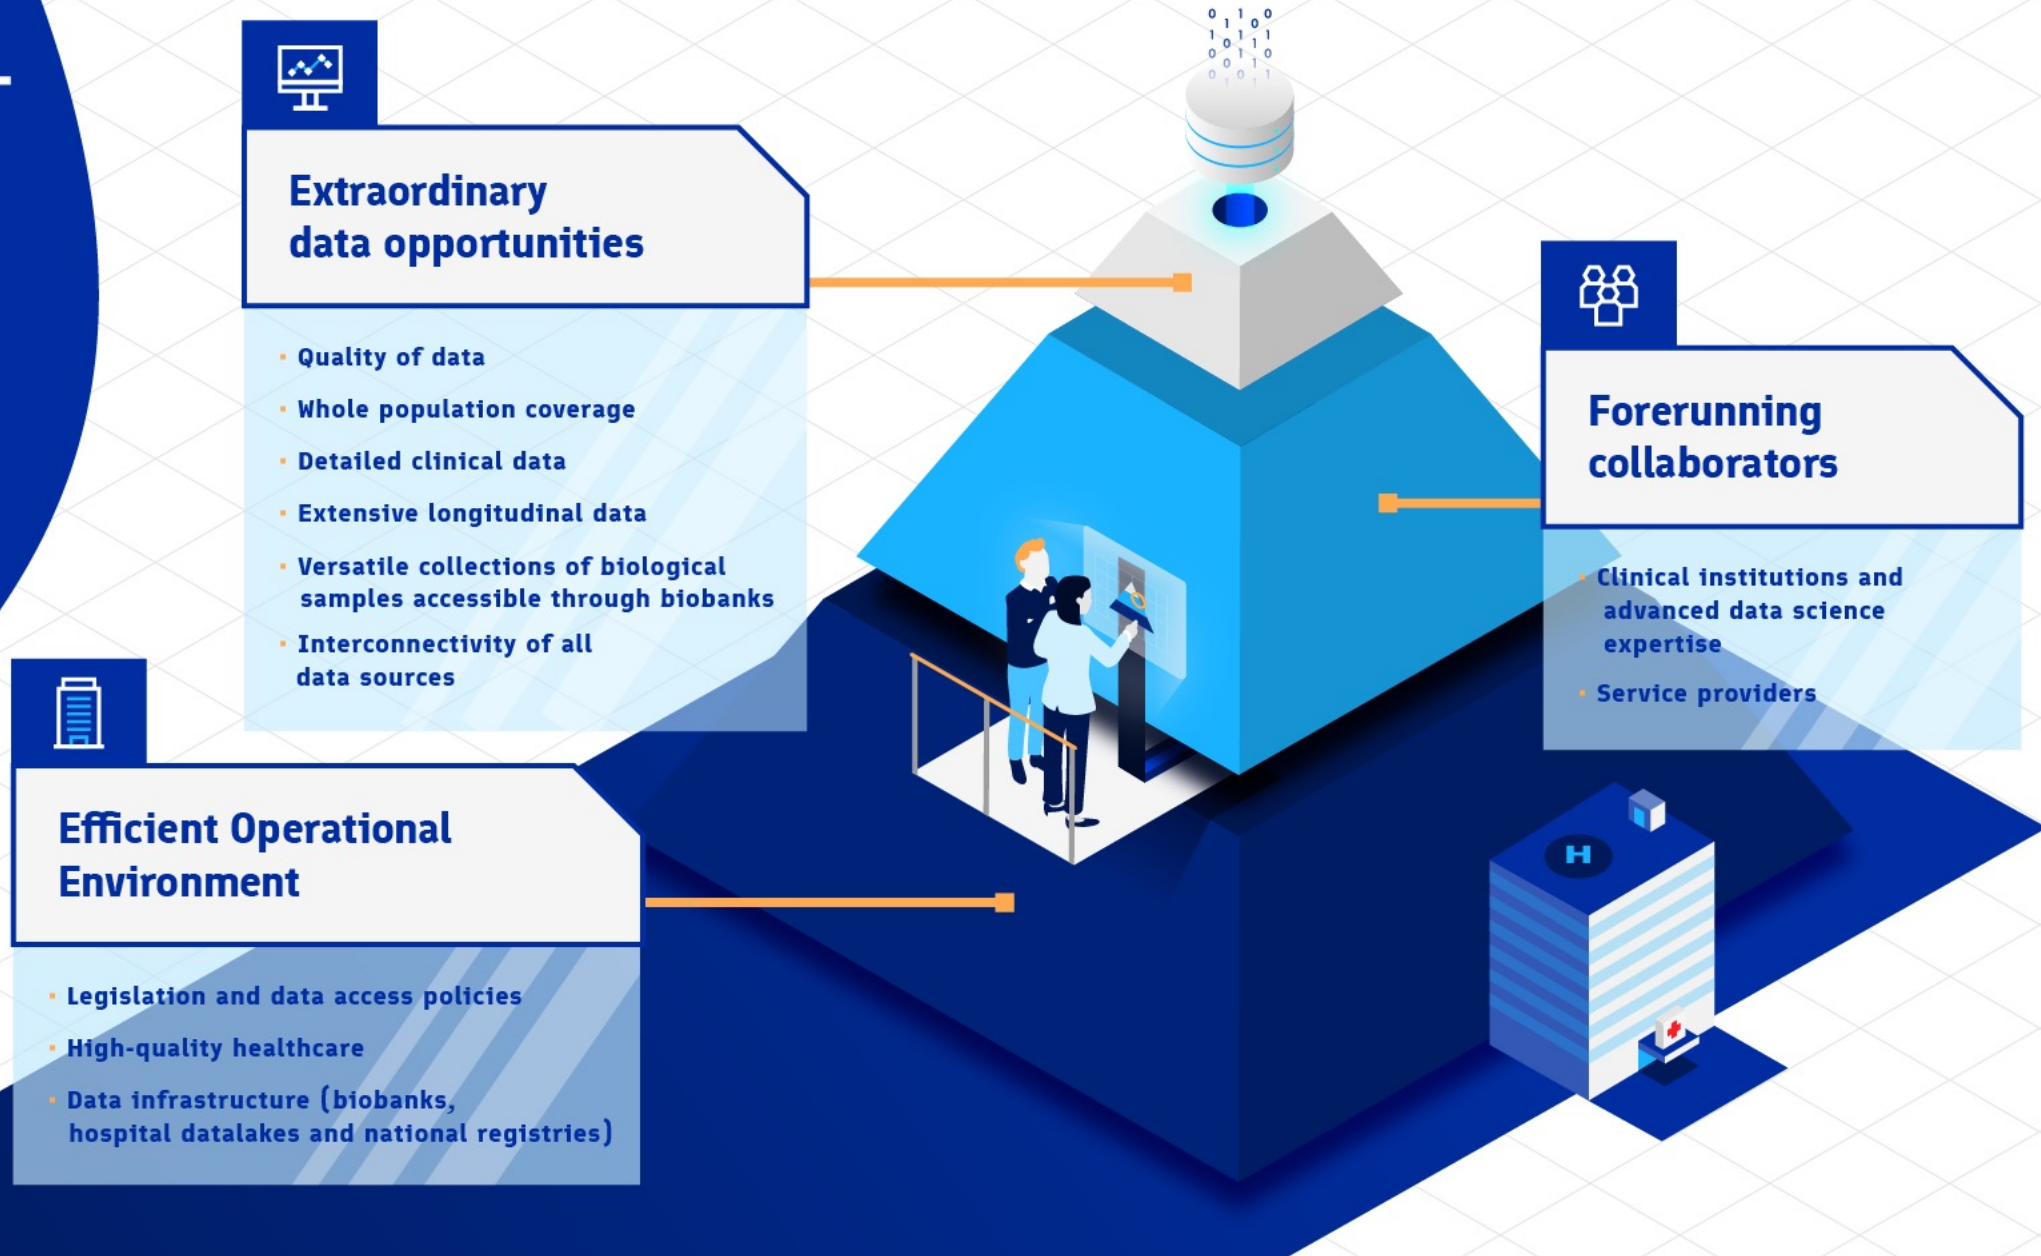 Extraordinary
data opportunities
· Quality of data
· Whole population coverage
· Detailed clinical data
· Extensive longitudinal data
· Versatile collections of biological
samples accessible through biobanks
· Interconnectivity of all
data sources
Forerunning
collaborators
· Clinical institutions and
advanced data science
expertise
· Service providers
Efficient Operational
Environment
· Legislation and data access policies
· High-quality healthcare
· Data infrastructure (biobanks,
hospital datalakes and national registries)
H